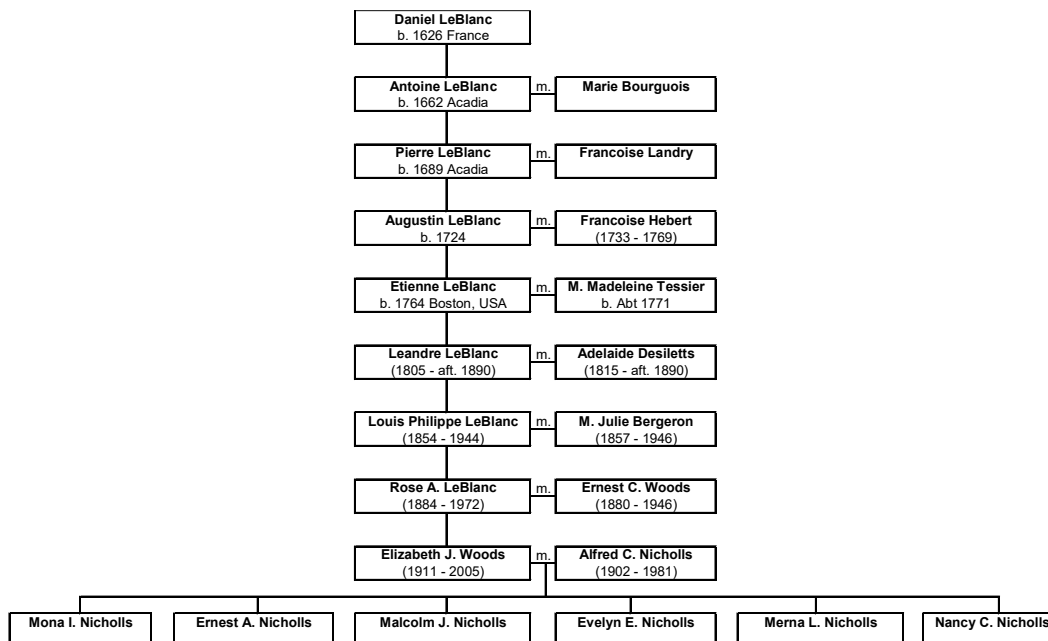 Daniel LeBlanc
b. 1626 France
Antoine LeBlanc
b. 1662 Acadia
m.
Marie Bourguois
Pierre LeBlanc
b. 1689 Acadia
m.
Francoise Landry
Augustin LeBlanc
b. 1724
m.
Francoise Hebert
(1733 - 1769)
Etienne LeBlanc
b. 1764 Boston, USA
m.
M. Madeleine Tessier
b. Abt 1771
Leandre LeBlanc
(1805 - aft. 1890)
m.
Adelaide Desiletts
(1815 - aft. 1890)
Louis Philippe LeBlanc
(1854 - 1944)
m.
M. Julie Bergeron
(1857 - 1946)
Rose A. LeBlanc
(1884 - 1972)
m.
Ernest C. Woods
(1880 - 1946)
Elizabeth J. Woods
(1911 - 2005)
m.
Alfred C. Nicholls
(1902 - 1981)
Mona I. Nicholls
Ernest A. Nicholls
Malcolm J. Nicholls
Evelyn E. Nicholls
Merna L. Nicholls
Nancy C. Nicholls